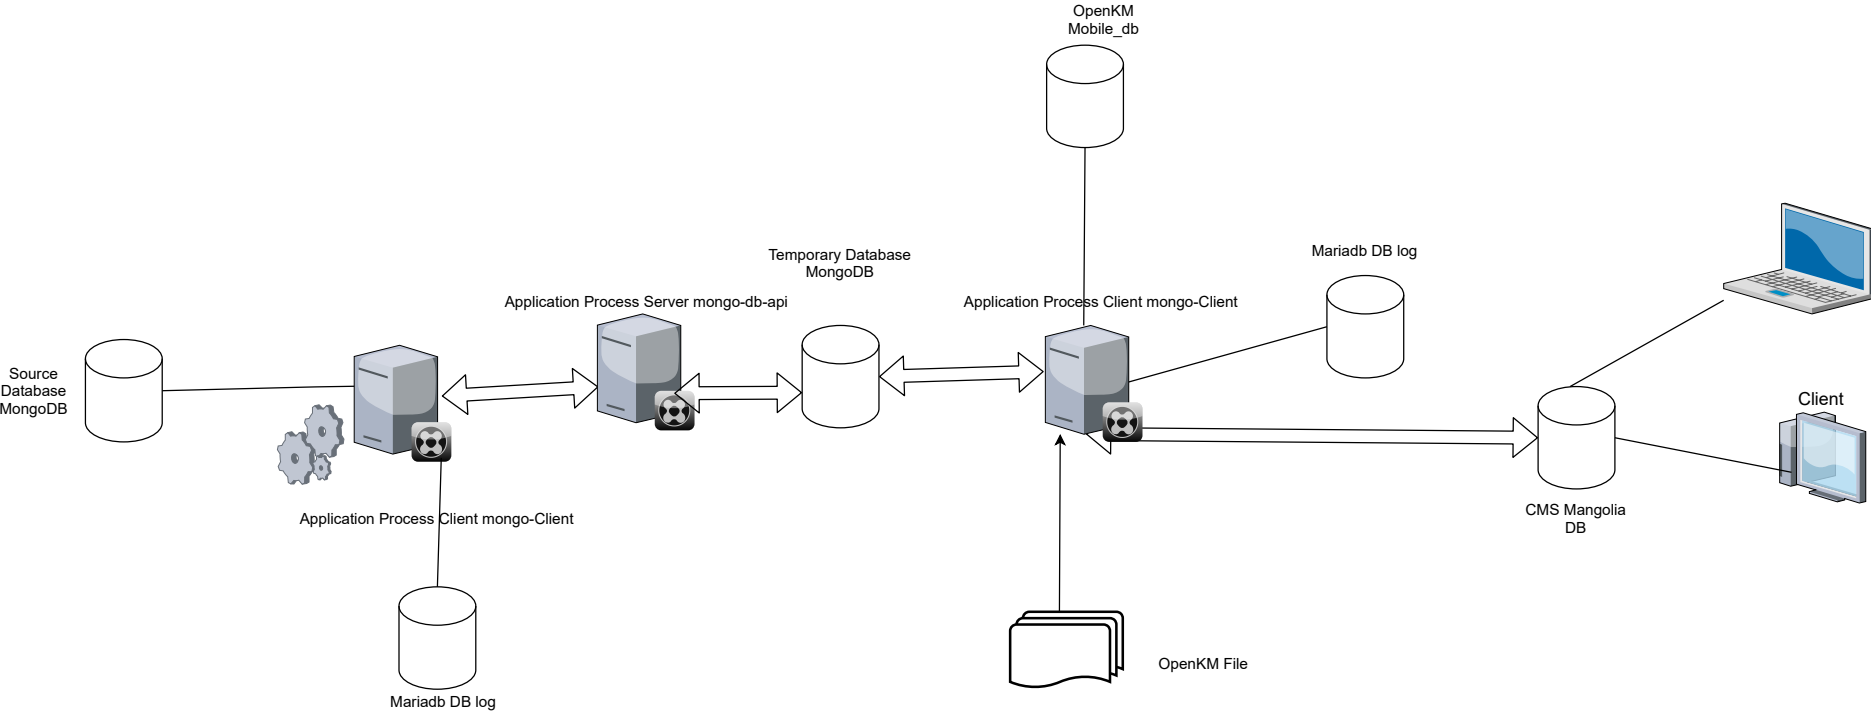 OpenKM
Mobile_db
Mariadb DB log
Temporary Database
MongoDB
Application Process Server mongo-db-api
Application Process Client mongo-Client
Source
Database
MongoDB
Client
CMS Mangolia
DB
Application Process Client mongo-Client
OpenKM File
Mariadb DB log